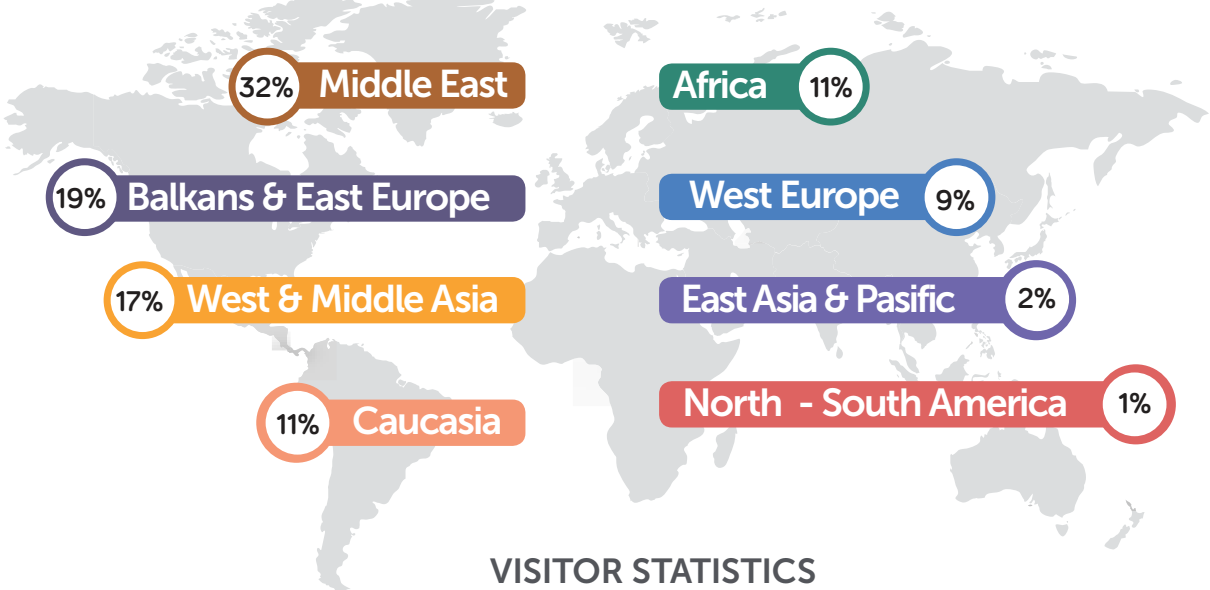 32% Middle East
19% Balkans & East Europe
17% West & Middle Asia
11% Caucasia
Africa 11%
West Europe 9%
East Asia & Pasific 2%
North - South America 1%
VISITOR STATISTICS